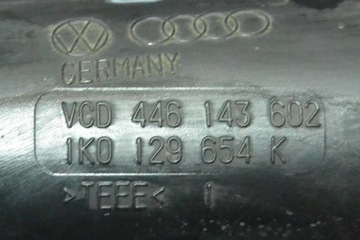 GERMANY
VCD 446 143 602
1K0 129 654 K
>TEEE<